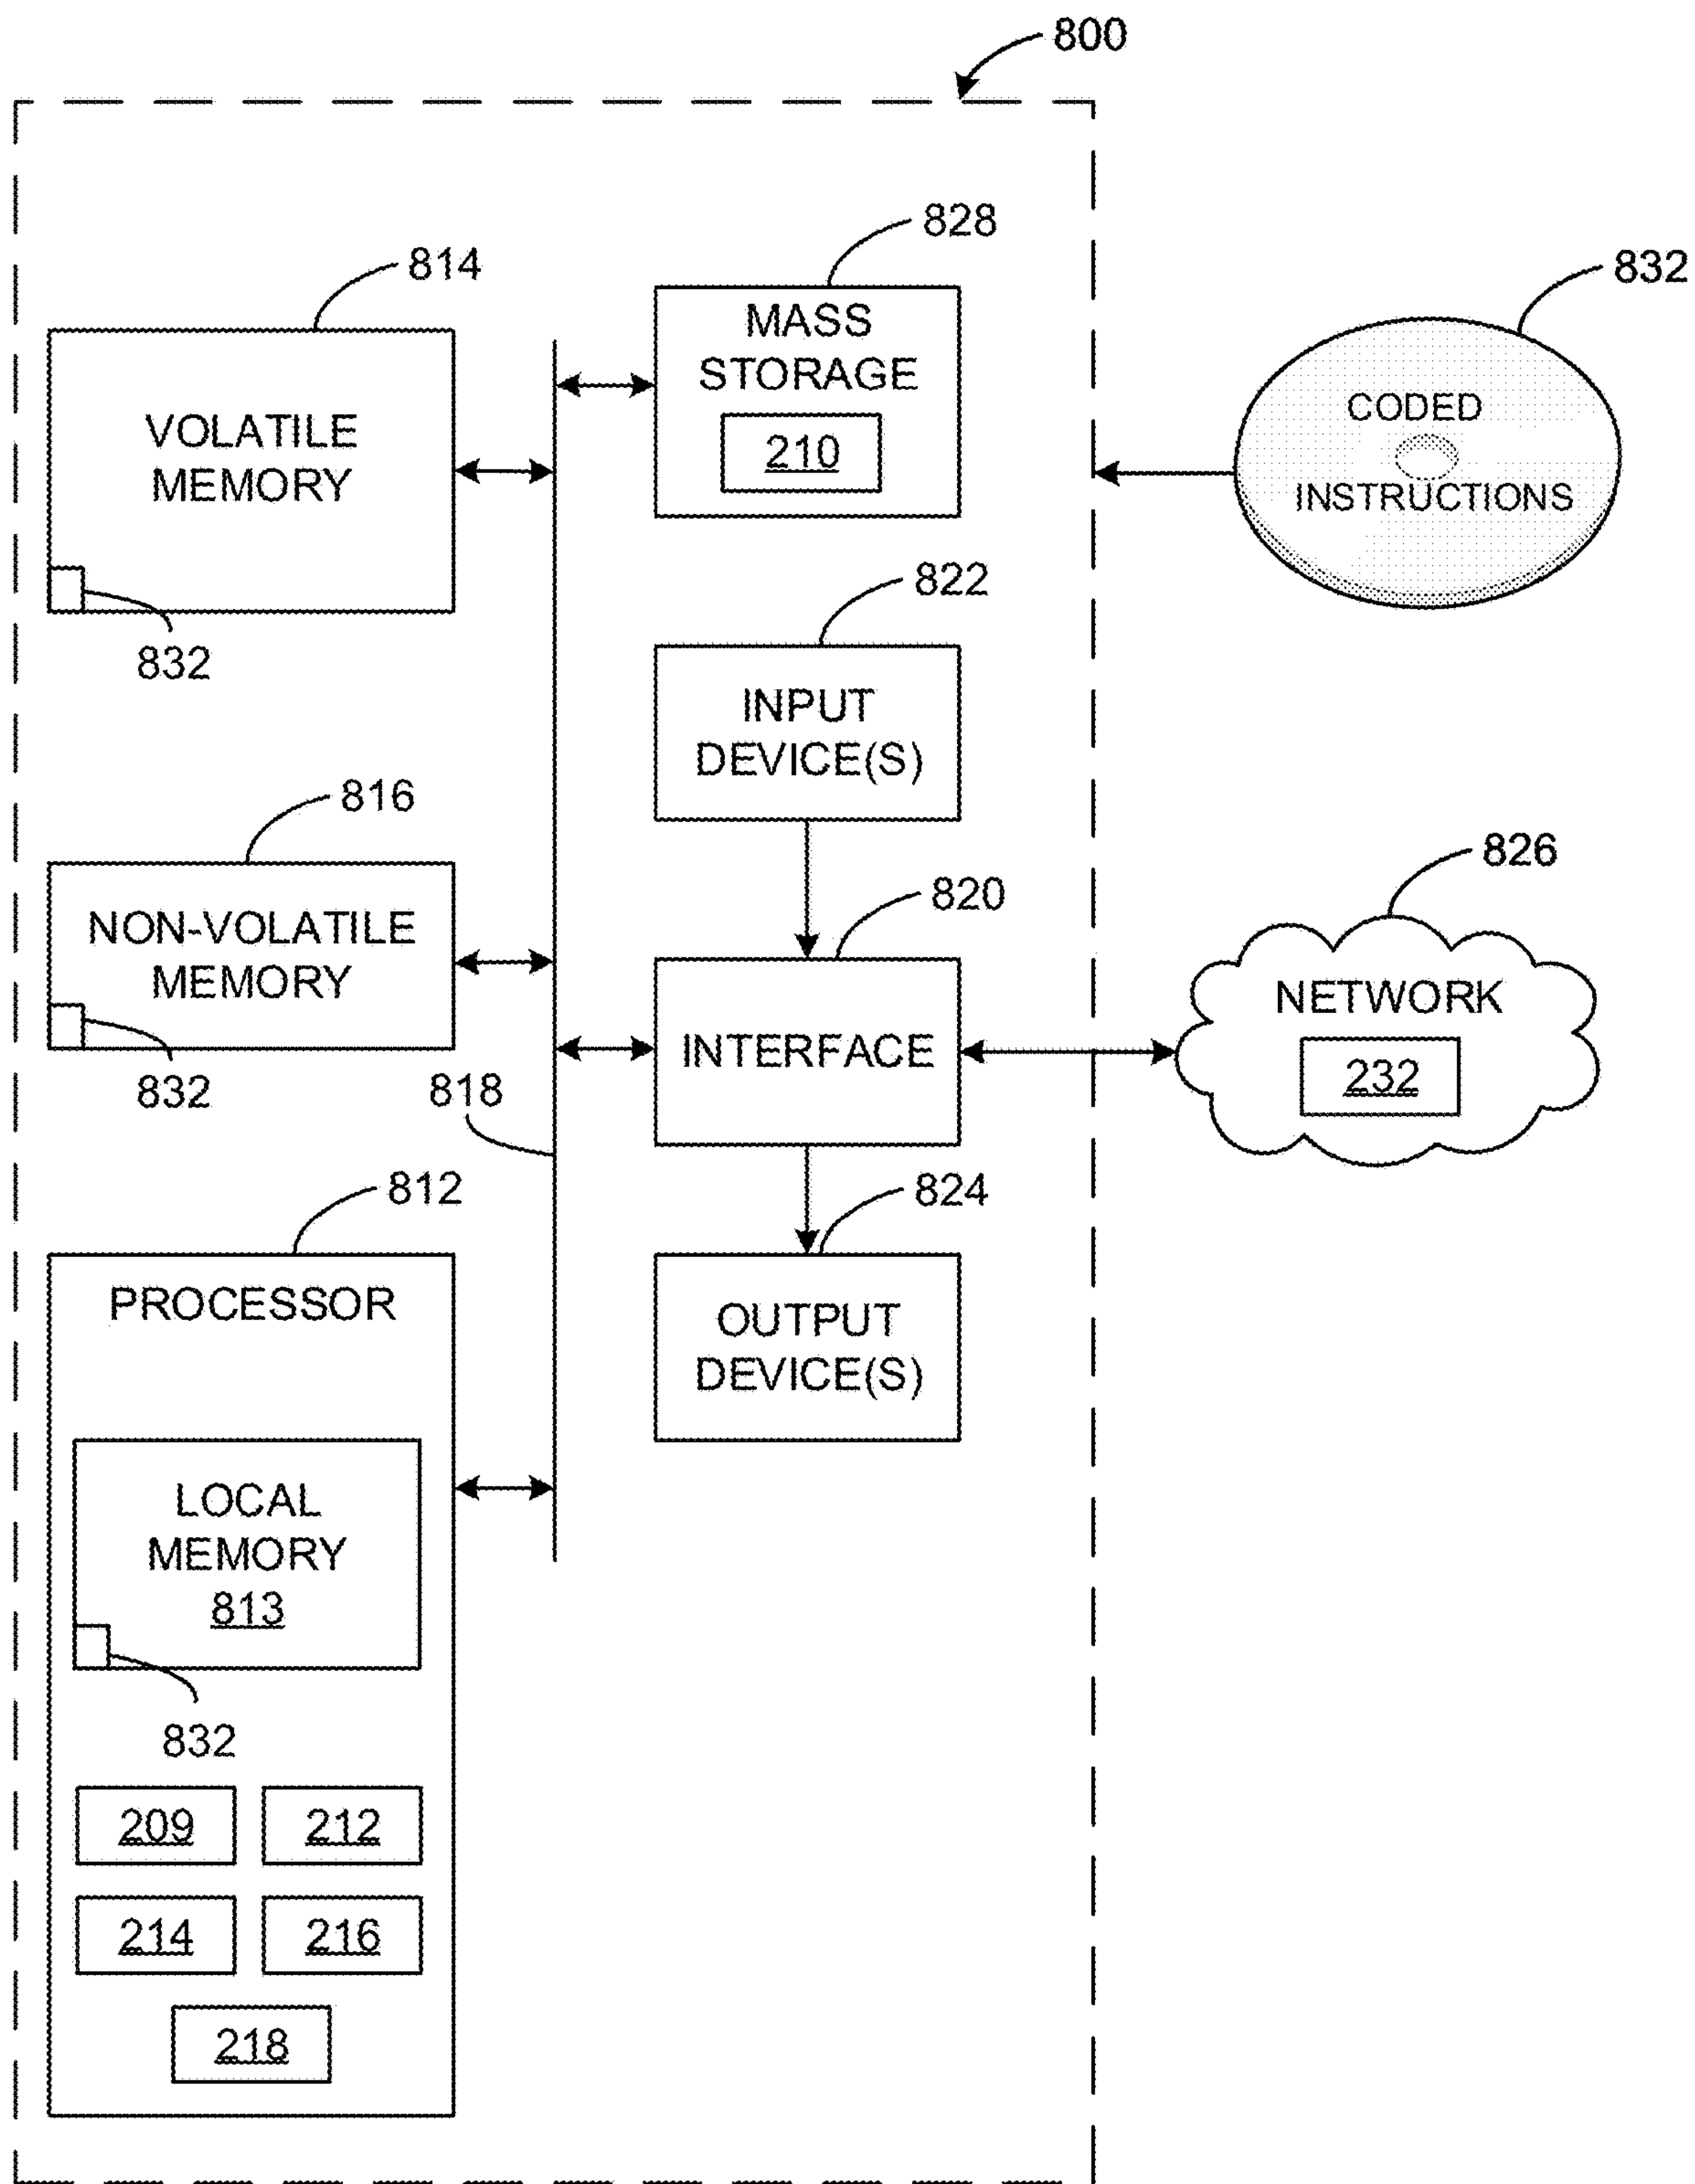 800
828
814
832
MASS
STORAGE
210
VOLATILE
MEMORY
CODED
INSTRUCTIONS
832
822
INPUT
DEVICE(S)
816
826
820
NON-VOLATILE
MEMORY
NETWORK
232
INTERFACE
832
818
812
824
PROCESSOR
OUTPUT
DEVICE(S)
LOCAL
MEMORY
813
832
209
212
214
216
218